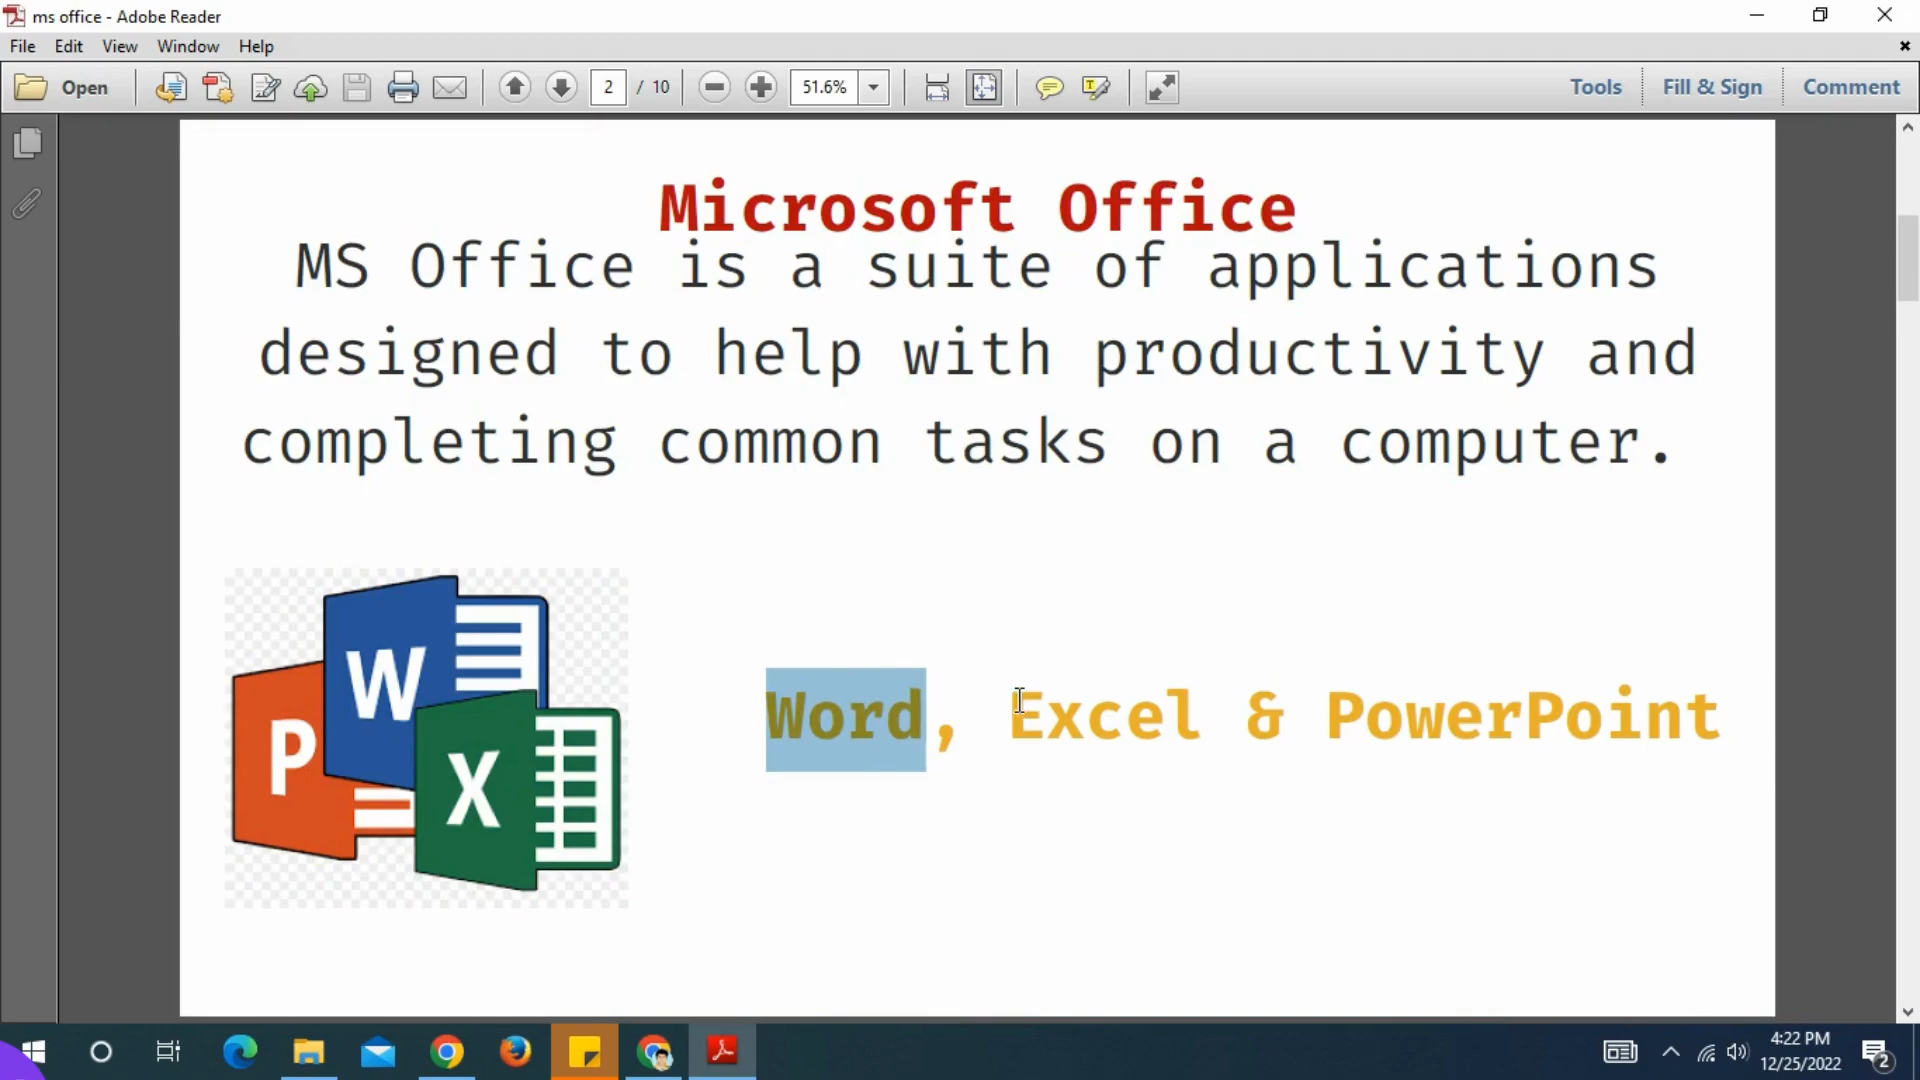 ms office - Adobe Reader
File Edit View Window Help
Open 2 / 10 51.6% Tools Fill & Sign Comment
Microsoft Office
MS Office is a suite of applications
designed to help with productivity and
completing common tasks on a computer.
W
P
X
Word, Excel & PowerPoint
4:22 PM
12/25/2022
2